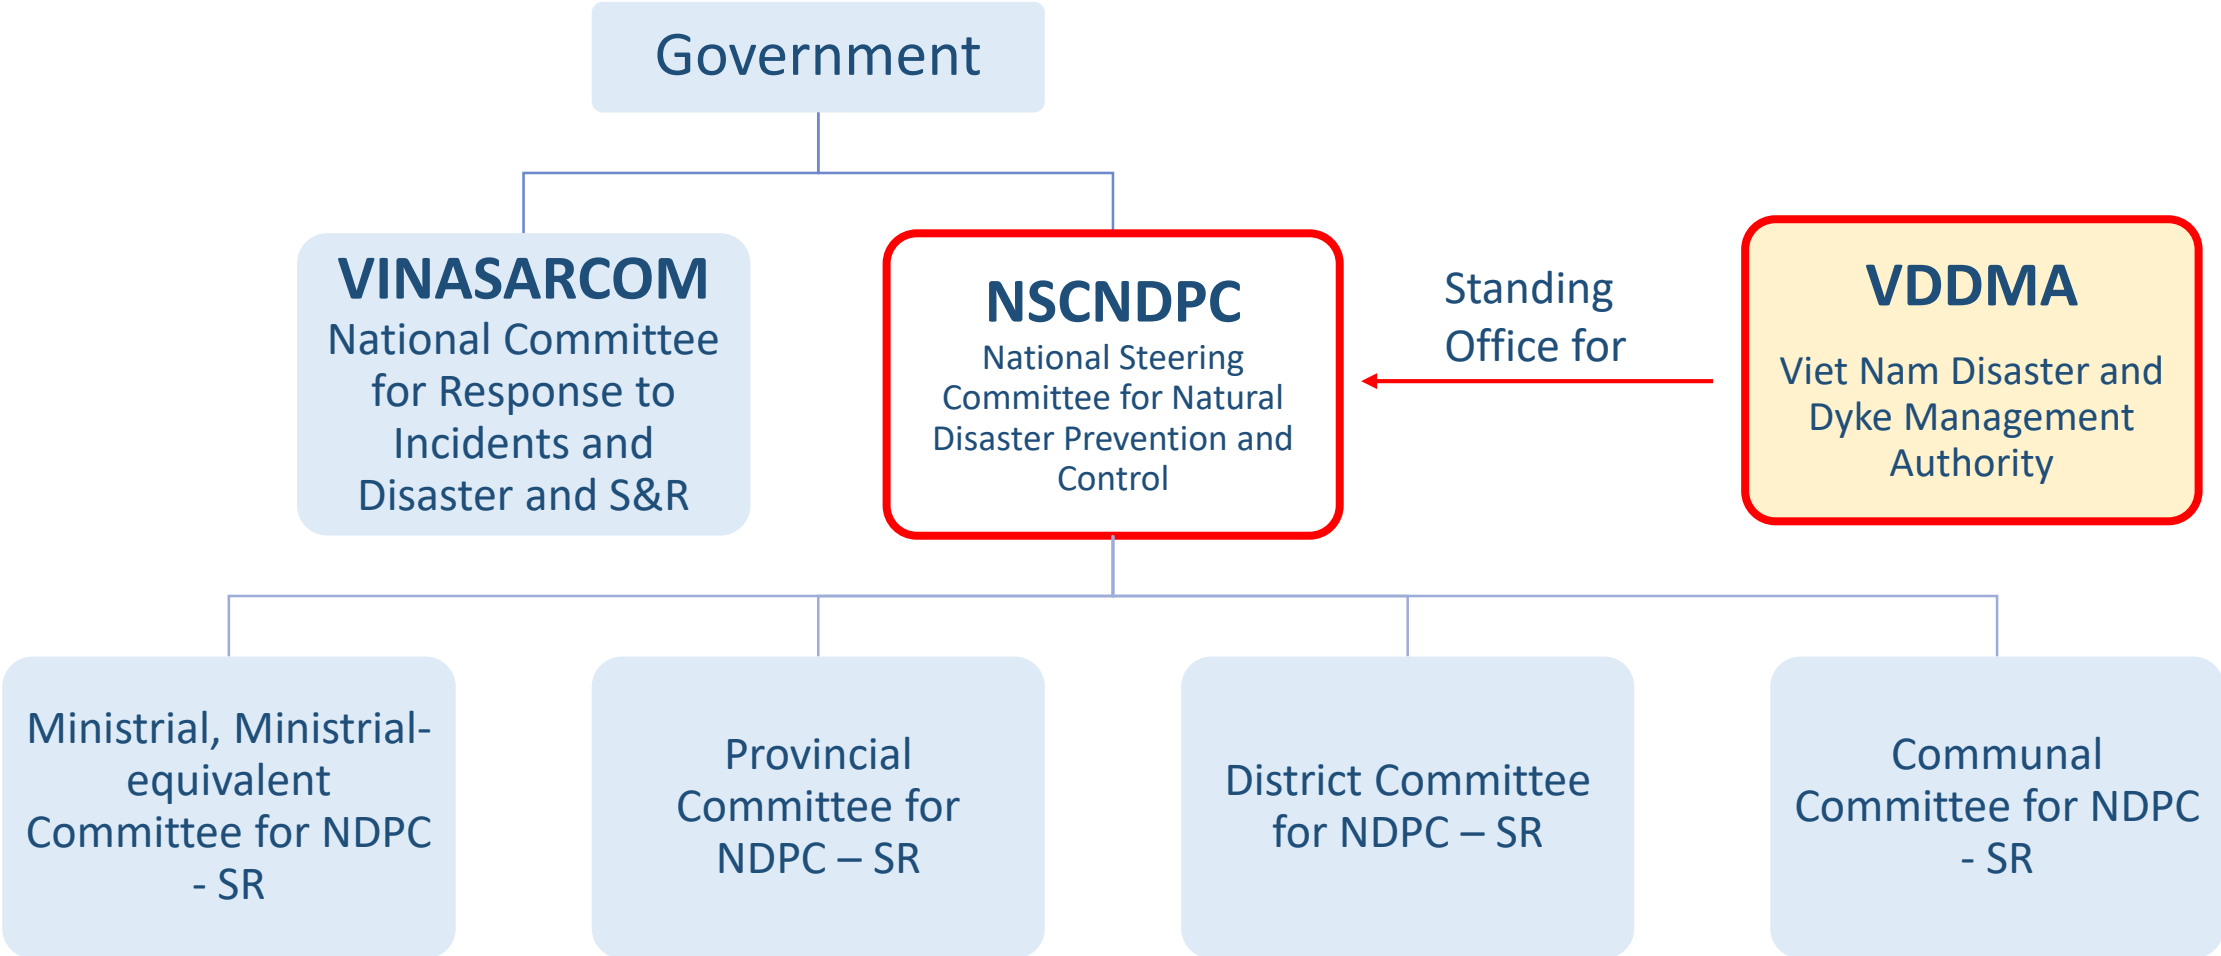 Government
VINASARCOM
National Committee
for Response to
Incidents and
Disaster and S&R
NSCNDPC
National Steering
Committee for Natural
Disaster Prevention and
Control
Standing
Office for
VDDMA
Viet Nam Disaster and
Dyke Management
Authority
Ministrial, Ministrial-
equivalent
Committee for NDPC
- SR
Provincial
Committee for
NDPC – SR
District Committee
for NDPC – SR
Communal
Committee for NDPC
- SR